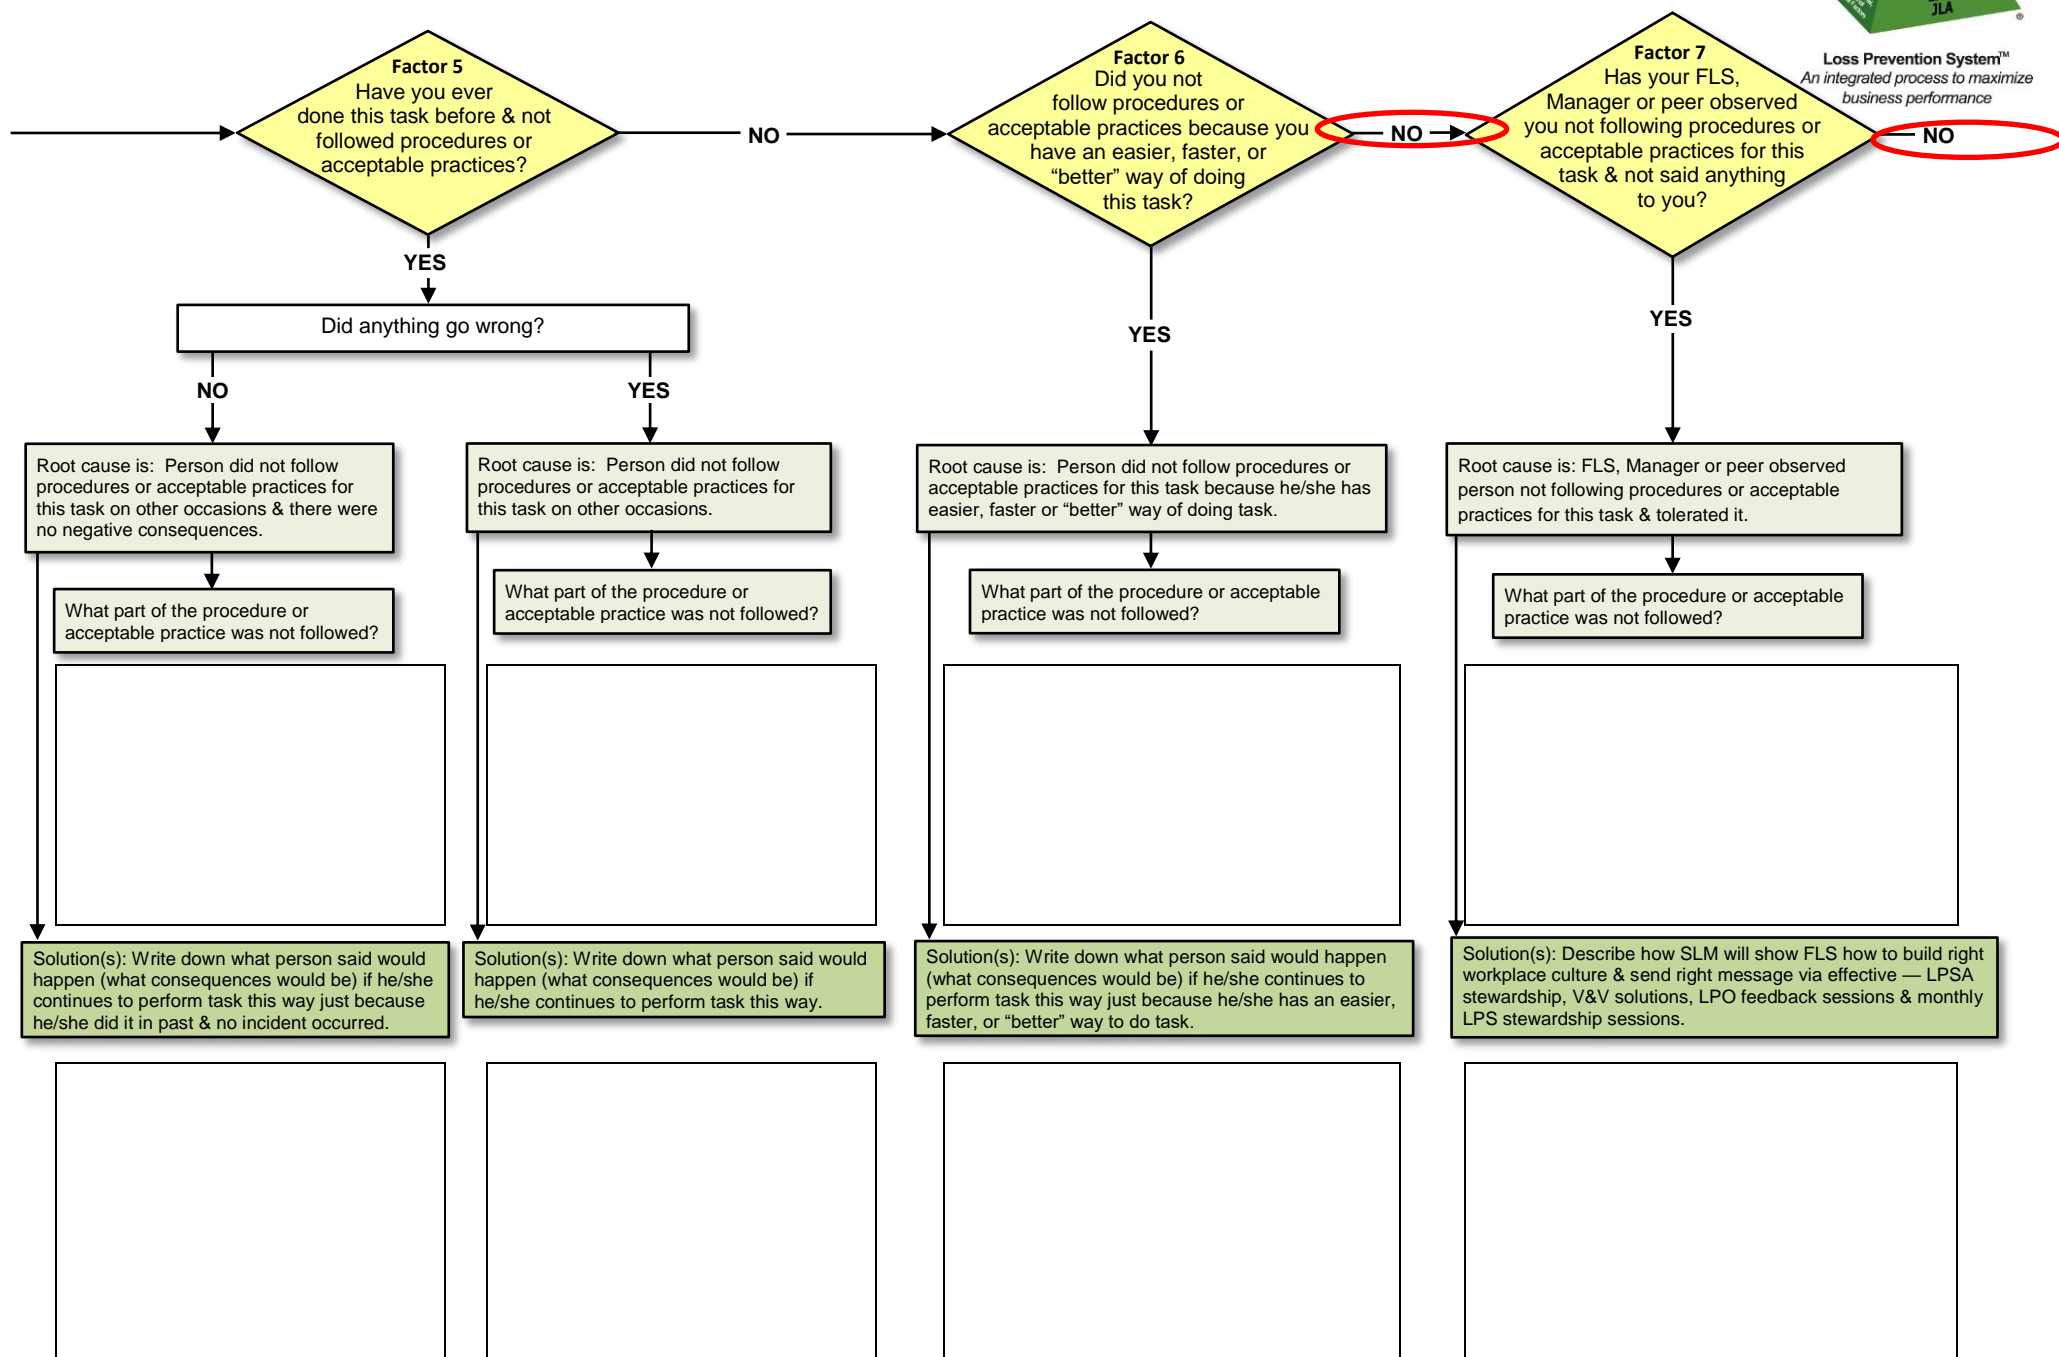 JLA
®
Loss Prevention System™
An integrated process to maximize
business performance
Factor 5
Have you ever
done this task before & not
followed procedures or
acceptable practices?
NO
Factor 6
Did you not
follow procedures or
acceptable practices because you
have an easier, faster, or
“better” way of doing
this task?
NO
Factor 7
Has your FLS,
Manager or peer observed
you not following procedures or
acceptable practices for this
task & not said anything
to you?
NO
YES
Did anything go wrong?
NO
YES
YES
YES
Root cause is: Person did not follow
procedures or acceptable practices for
this task on other occasions & there were
no negative consequences.
Root cause is: Person did not follow
procedures or acceptable practices for
this task on other occasions.
Root cause is: Person did not follow procedures or
acceptable practices for this task because he/she has
easier, faster or “better” way of doing task.
Root cause is: FLS, Manager or peer observed
person not following procedures or acceptable
practices for this task & tolerated it.
What part of the procedure or
acceptable practice was not followed?
What part of the procedure or
acceptable practice was not followed?
What part of the procedure or acceptable
practice was not followed?
What part of the procedure or acceptable
practice was not followed?
Solution(s): Write down what person said would
happen (what consequences would be) if he/she
continues to perform task this way just because
he/she did it in past & no incident occurred.
Solution(s): Write down what person said would
happen (what consequences would be) if
he/she continues to perform task this way.
Solution(s): Write down what person said would happen
(what consequences would be) if he/she continues to
perform task this way just because he/she has an easier,
faster, or “better” way to do task.
Solution(s): Describe how SLM will show FLS how to build right
workplace culture & send right message via effective — LPSA
stewardship, V&V solutions, LPO feedback sessions & monthly
LPS stewardship sessions.